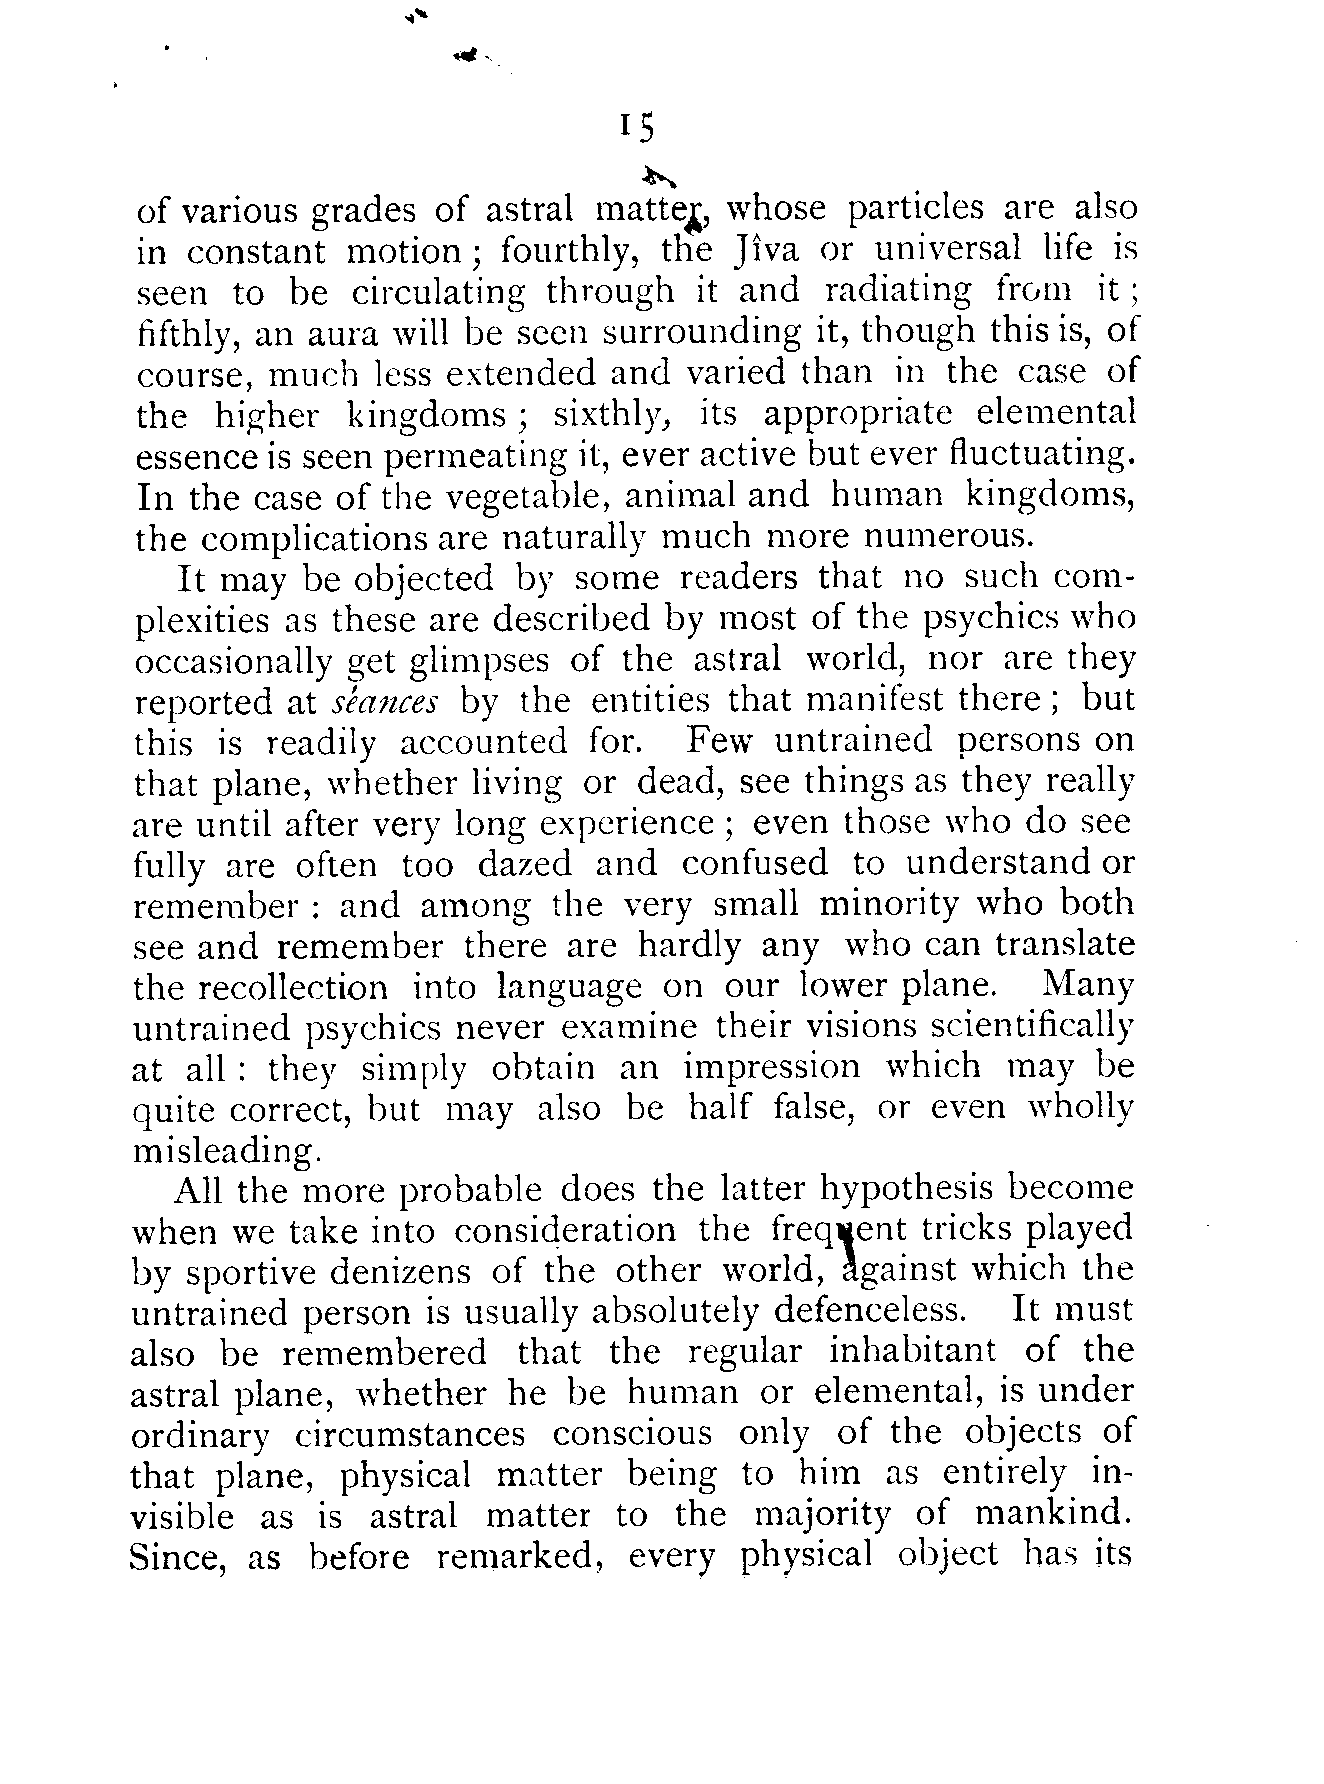 15
of various grades of astral matter, whose particles are also
in constant motion ; fourthly, the Jîva or universal life is
seen to be circulating through it and radiating from it ;
fifthly, an aura will be seen surrounding it, though this is, of
course, much less extended and varied than in the case of
the higher kingdoms ; sixthly, its appropriate elemental
essence is seen permeating it, ever active but ever fluctuating.
In the case of the vegetable, animal and human kingdoms,
the complications are naturally much more numerous.
It may be objected by some readers that no such com-
plexities as these are described by most of the psychics who
occasionally get glimpses of the astral world, nor are they
reported at séances by the entities that manifest there ; but
this is readily accounted for. Few untrained persons on
that plane, whether living or dead, see things as they really
are until after very long experience ; even those who do see
fully are often too dazed and confused to understand or
remember : and among the very small minority who both
see and remember there are hardly any who can translate
the recollection into language on our lower plane. Many
untrained psychics never examine their visions scientifically
at all : they simply obtain an impression which may be
quite correct, but may also be half false, or even wholly
misleading.
All the more probable does the latter hypothesis become
when we take into consideration the frequent tricks played
by sportive denizens of the other world, against which the
untrained person is usually absolutely defenceless. It must
also be remembered that the regular inhabitant of the
astral plane, whether he be human or elemental, is under
ordinary circumstances conscious only of the objects of
that plane, physical matter being to him as entirely in-
visible as is astral matter to the majority of mankind.
Since, as before remarked, every physical object has its